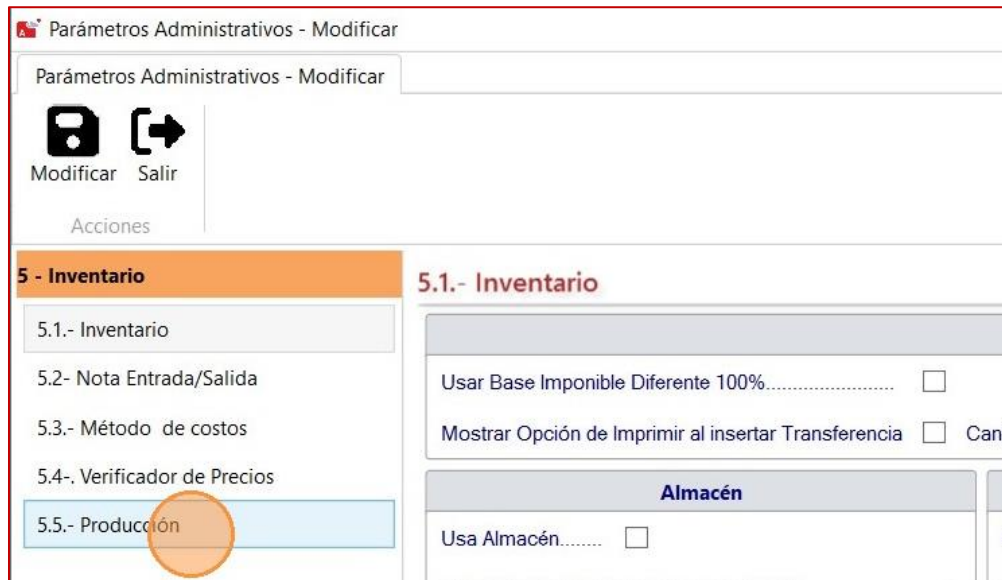 Parámetros Administrativos - Modificar
Parámetros Administrativos - Modificar
Modificar Salir
Acciones
5 - Inventario
5.1.- Inventario
5.2- Nota Entrada/Salida
5.3.- Método de costos
5.4-. Verificador de Precios
5.5.- Producción
5.1.- Inventario
Usar Base Imponible Diferente 100%........................
Mostrar Opción de Imprimir al insertar Transferencia Can
Almacén
Usa Almacén........